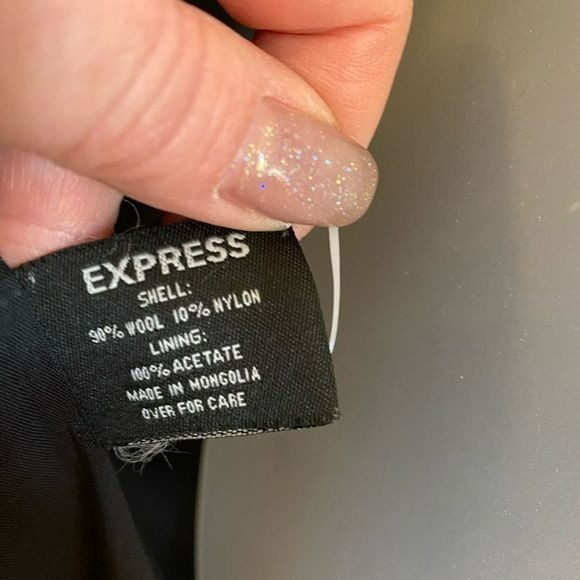 EXPRESS
SHELL:
90% WOOL 10% NYLON
LINING:
100% ACETATE
MADE IN MONGOLIA
OVER FOR CARE